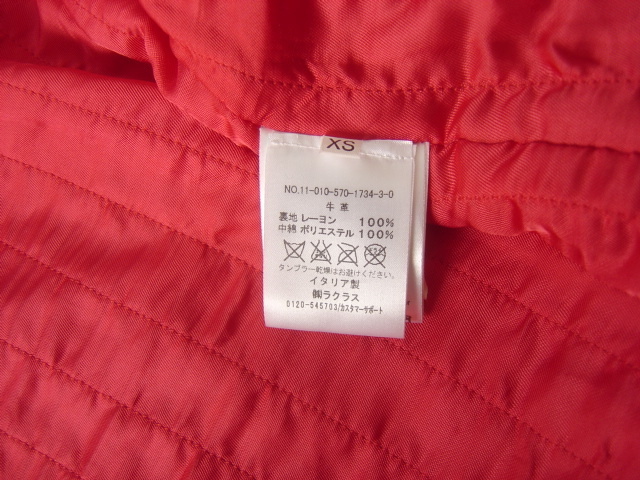 XS
NO.11-010-570-1734-3-0
牛 革
裏地 レーヨン 100%
中綿 ポリエステル 100%
タンブラー乾燥はお避けください。
イタリア製
㈱ラクラス
0120-545703/カスタマーサポート